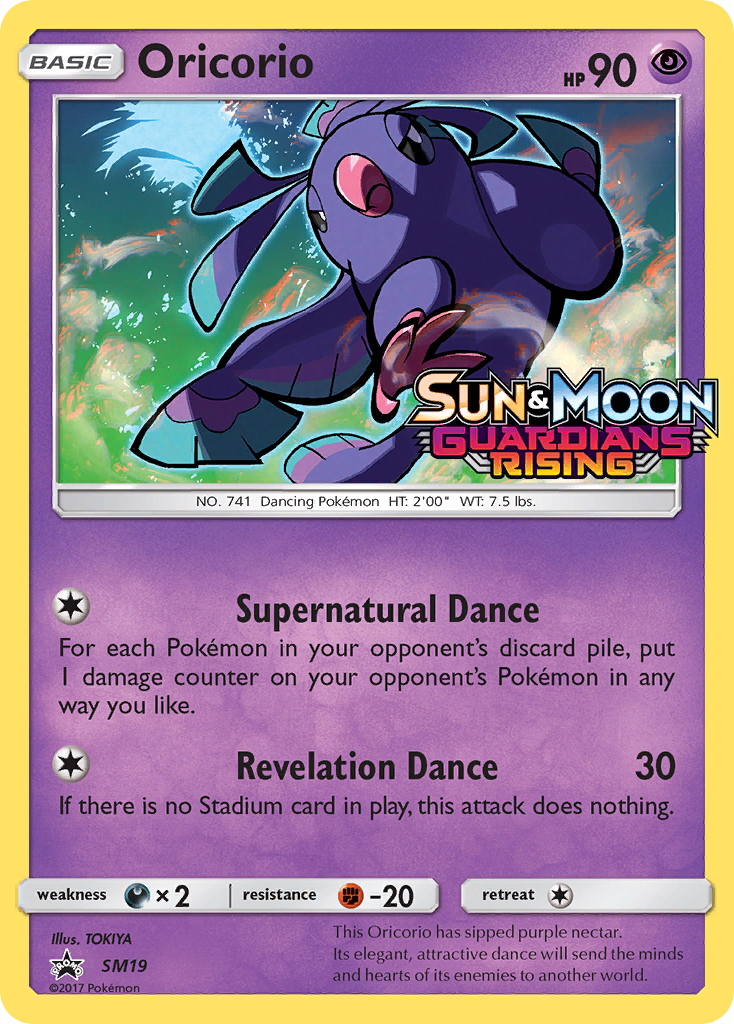 BASIC Oricorio HP 90
SUN & MOON
GUARDIANS
RISING
NO. 741 Dancing Pokémon HT: 2'00" WT: 7.5 lbs.
Supernatural Dance
For each Pokémon in your opponent's discard pile, put
1 damage counter on your opponent's Pokémon in any
way you like.
Revelation Dance 30
If there is no Stadium card in play, this attack does nothing.
weakness ×2 resistance -20 retreat
Illus. TOKIYA
PROMO SM19
©2017 Pokémon
This Oricorio has sipped purple nectar.
Its elegant, attractive dance will send the minds
and hearts of its enemies to another world.